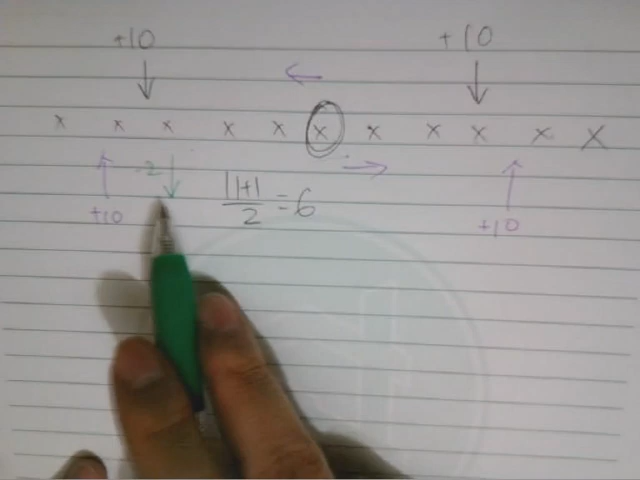 +10 +10
x x x x x x x x x x x
-2
+10 11+1/2 = 6 +10